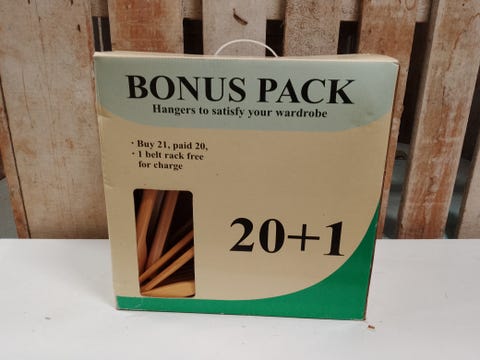 BONUS PACK
Hangers to satisfy your wardrobe
· Buy 21, paid 20,
· 1 belt rack free
for charge
20+1